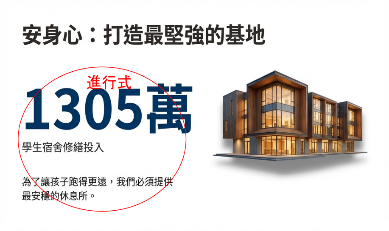 安身心：打造最堅強的基地
進行式
1305萬
學生宿舍修繕投入
為了讓孩子跑得更遠，我們必須提供
最安穩的休息所。